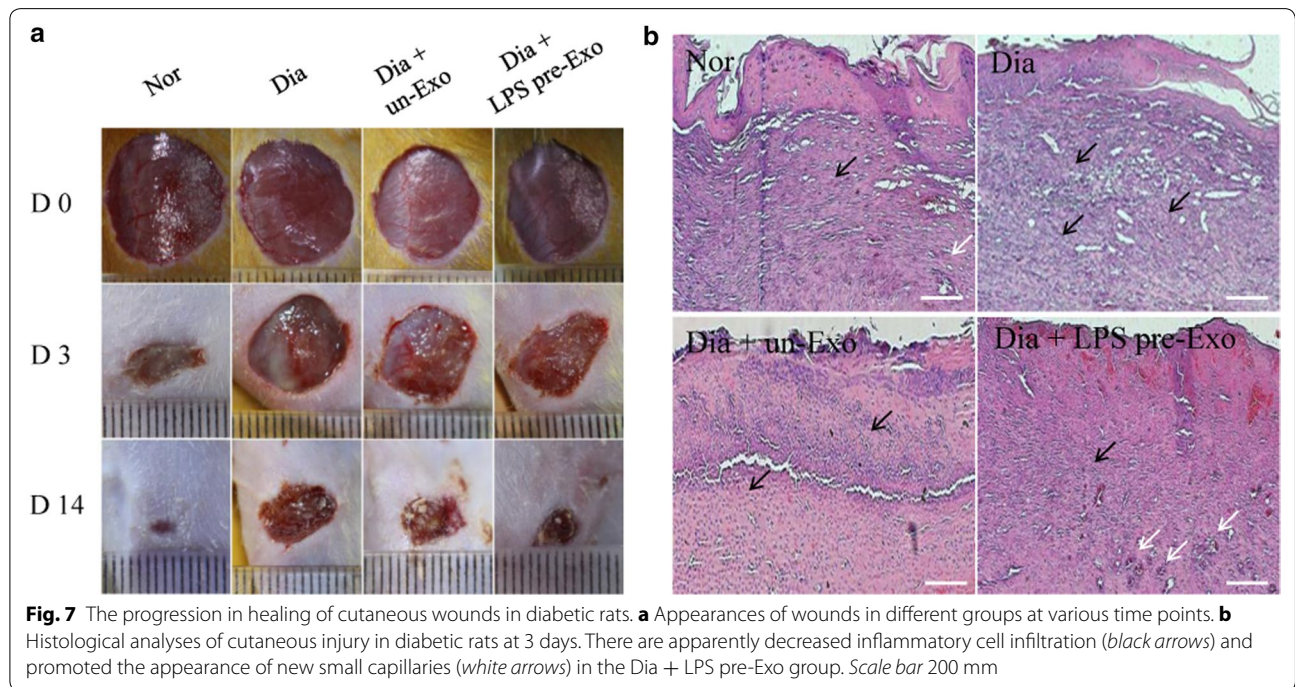 a
Nor
Dia
Dia +
un-Exo
Dia +
LPS pre-Exo
D 0
D 3
D 14
b
Nor
Dia
Dia + un-Exo
Dia + LPS pre-Exo
Fig. 7 The progression in healing of cutaneous wounds in diabetic rats. a Appearances of wounds in different groups at various time points. b
Histological analyses of cutaneous injury in diabetic rats at 3 days. There are apparently decreased inflammatory cell infiltration (black arrows) and
promoted the appearance of new small capillaries (white arrows) in the Dia + LPS pre-Exo group. Scale bar 200 mm